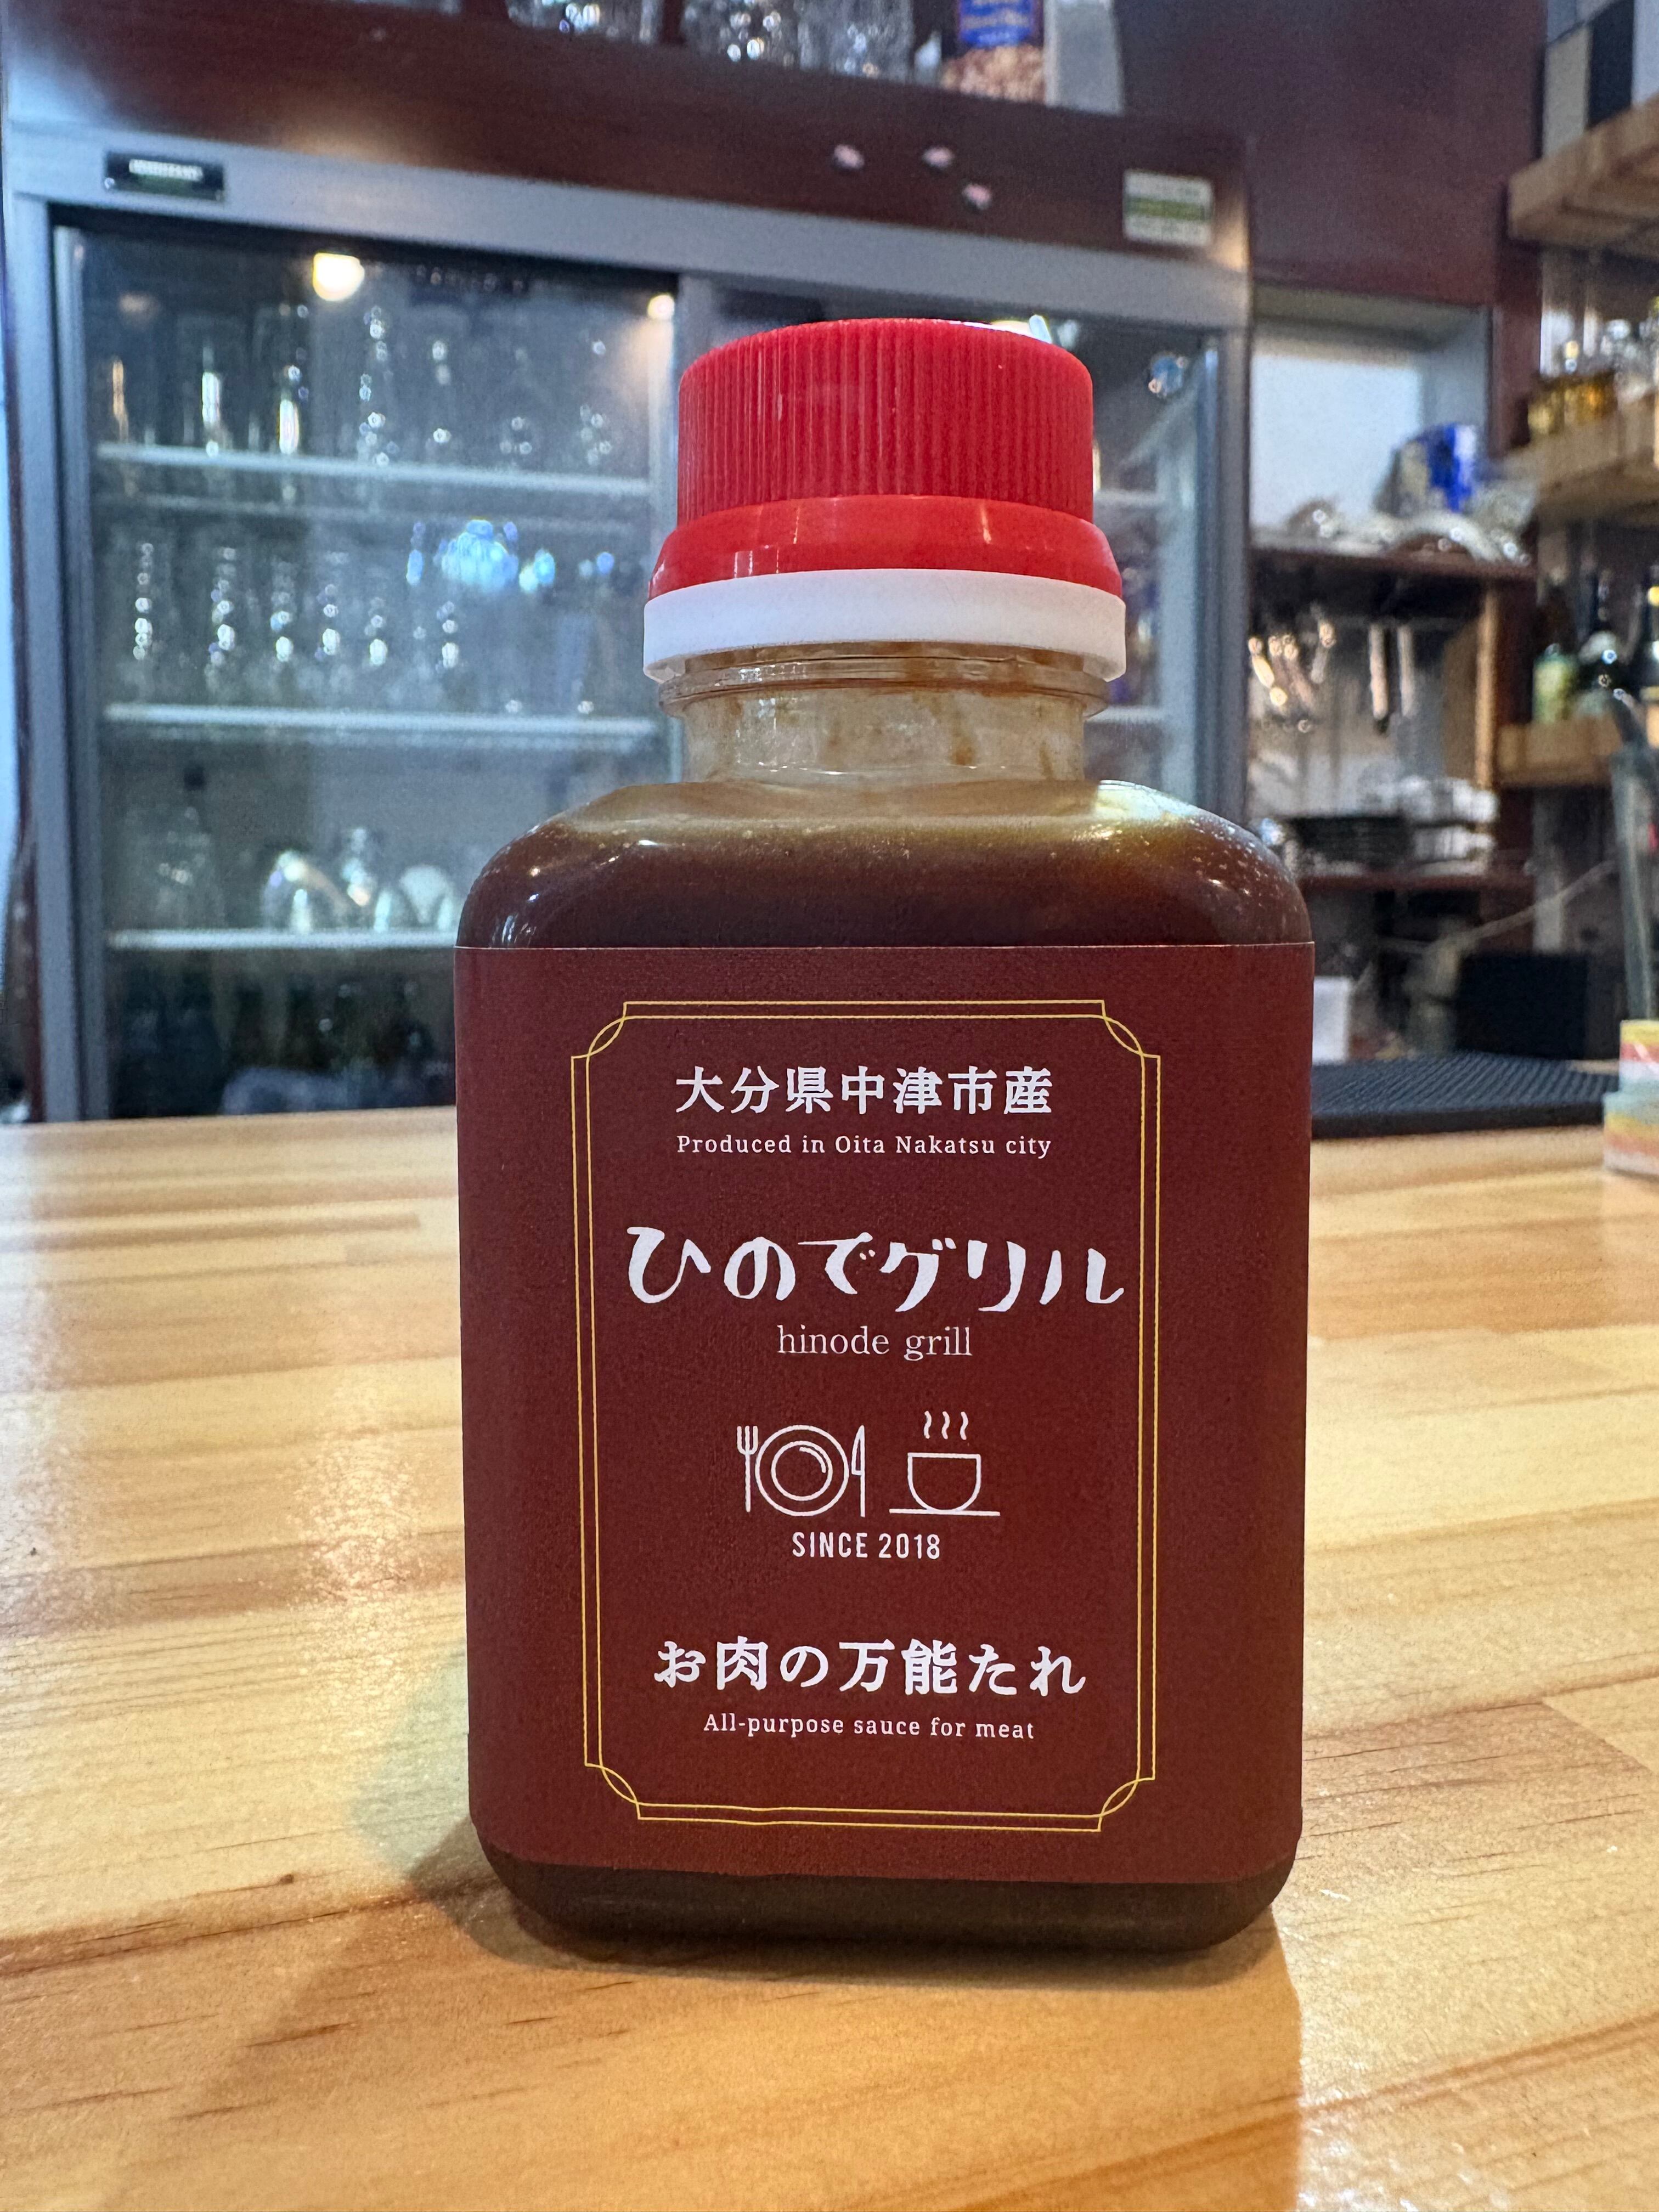 大分県中津市産
Produced in Oita Nakatsu city
ひのでグリル
hinode grill
SINCE 2018
お肉の万能たれ
All-purpose sauce for meat